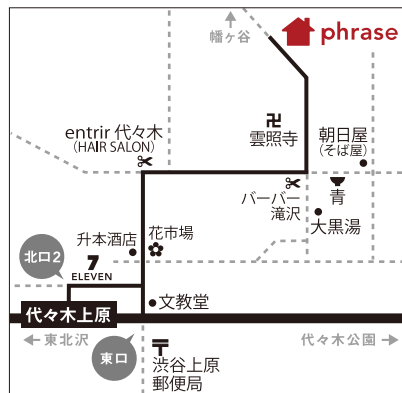 幡ヶ谷
phrase
entrir 代々木
(HAIR SALON)
雲照寺
朝日屋
(そば屋)
バーバー
滝沢
青
大黒湯
升本酒店
花市場
北口2
7
ELEVEN
文教堂
代々木上原
東北沢
東口
渋谷上原
郵便局
代々木公園